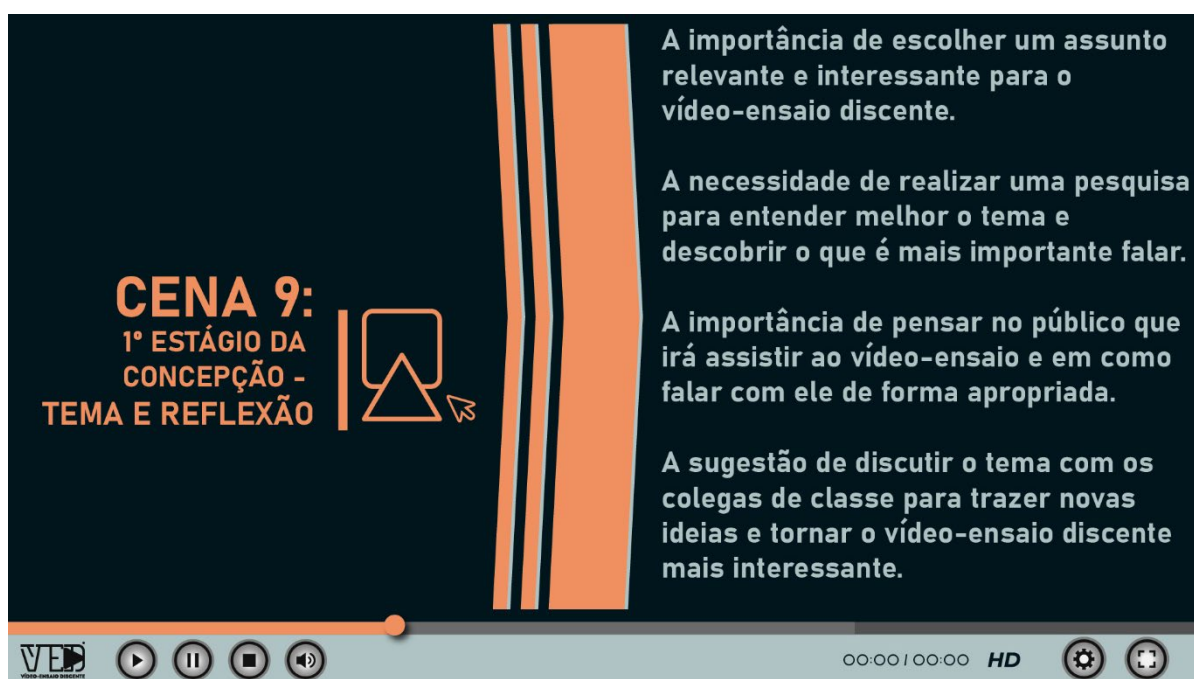 CENA 9:
1º ESTÁGIO DA
CONCEPÇÃO -
TEMA E REFLEXÃO
A importância de escolher um assunto
relevante e interessante para o
vídeo-ensaio discente.
A necessidade de realizar uma pesquisa
para entender melhor o tema e
descobrir o que é mais importante falar.
A importância de pensar no público que
irá assistir ao vídeo-ensaio e em como
falar com ele de forma apropriada.
A sugestão de discutir o tema com os
colegas de classe para trazer novas
ideias e tornar o vídeo-ensaio discente
mais interessante.
VED
VÍDEO-ENSAIO DISCENTE
00:00 / 00:00 HD